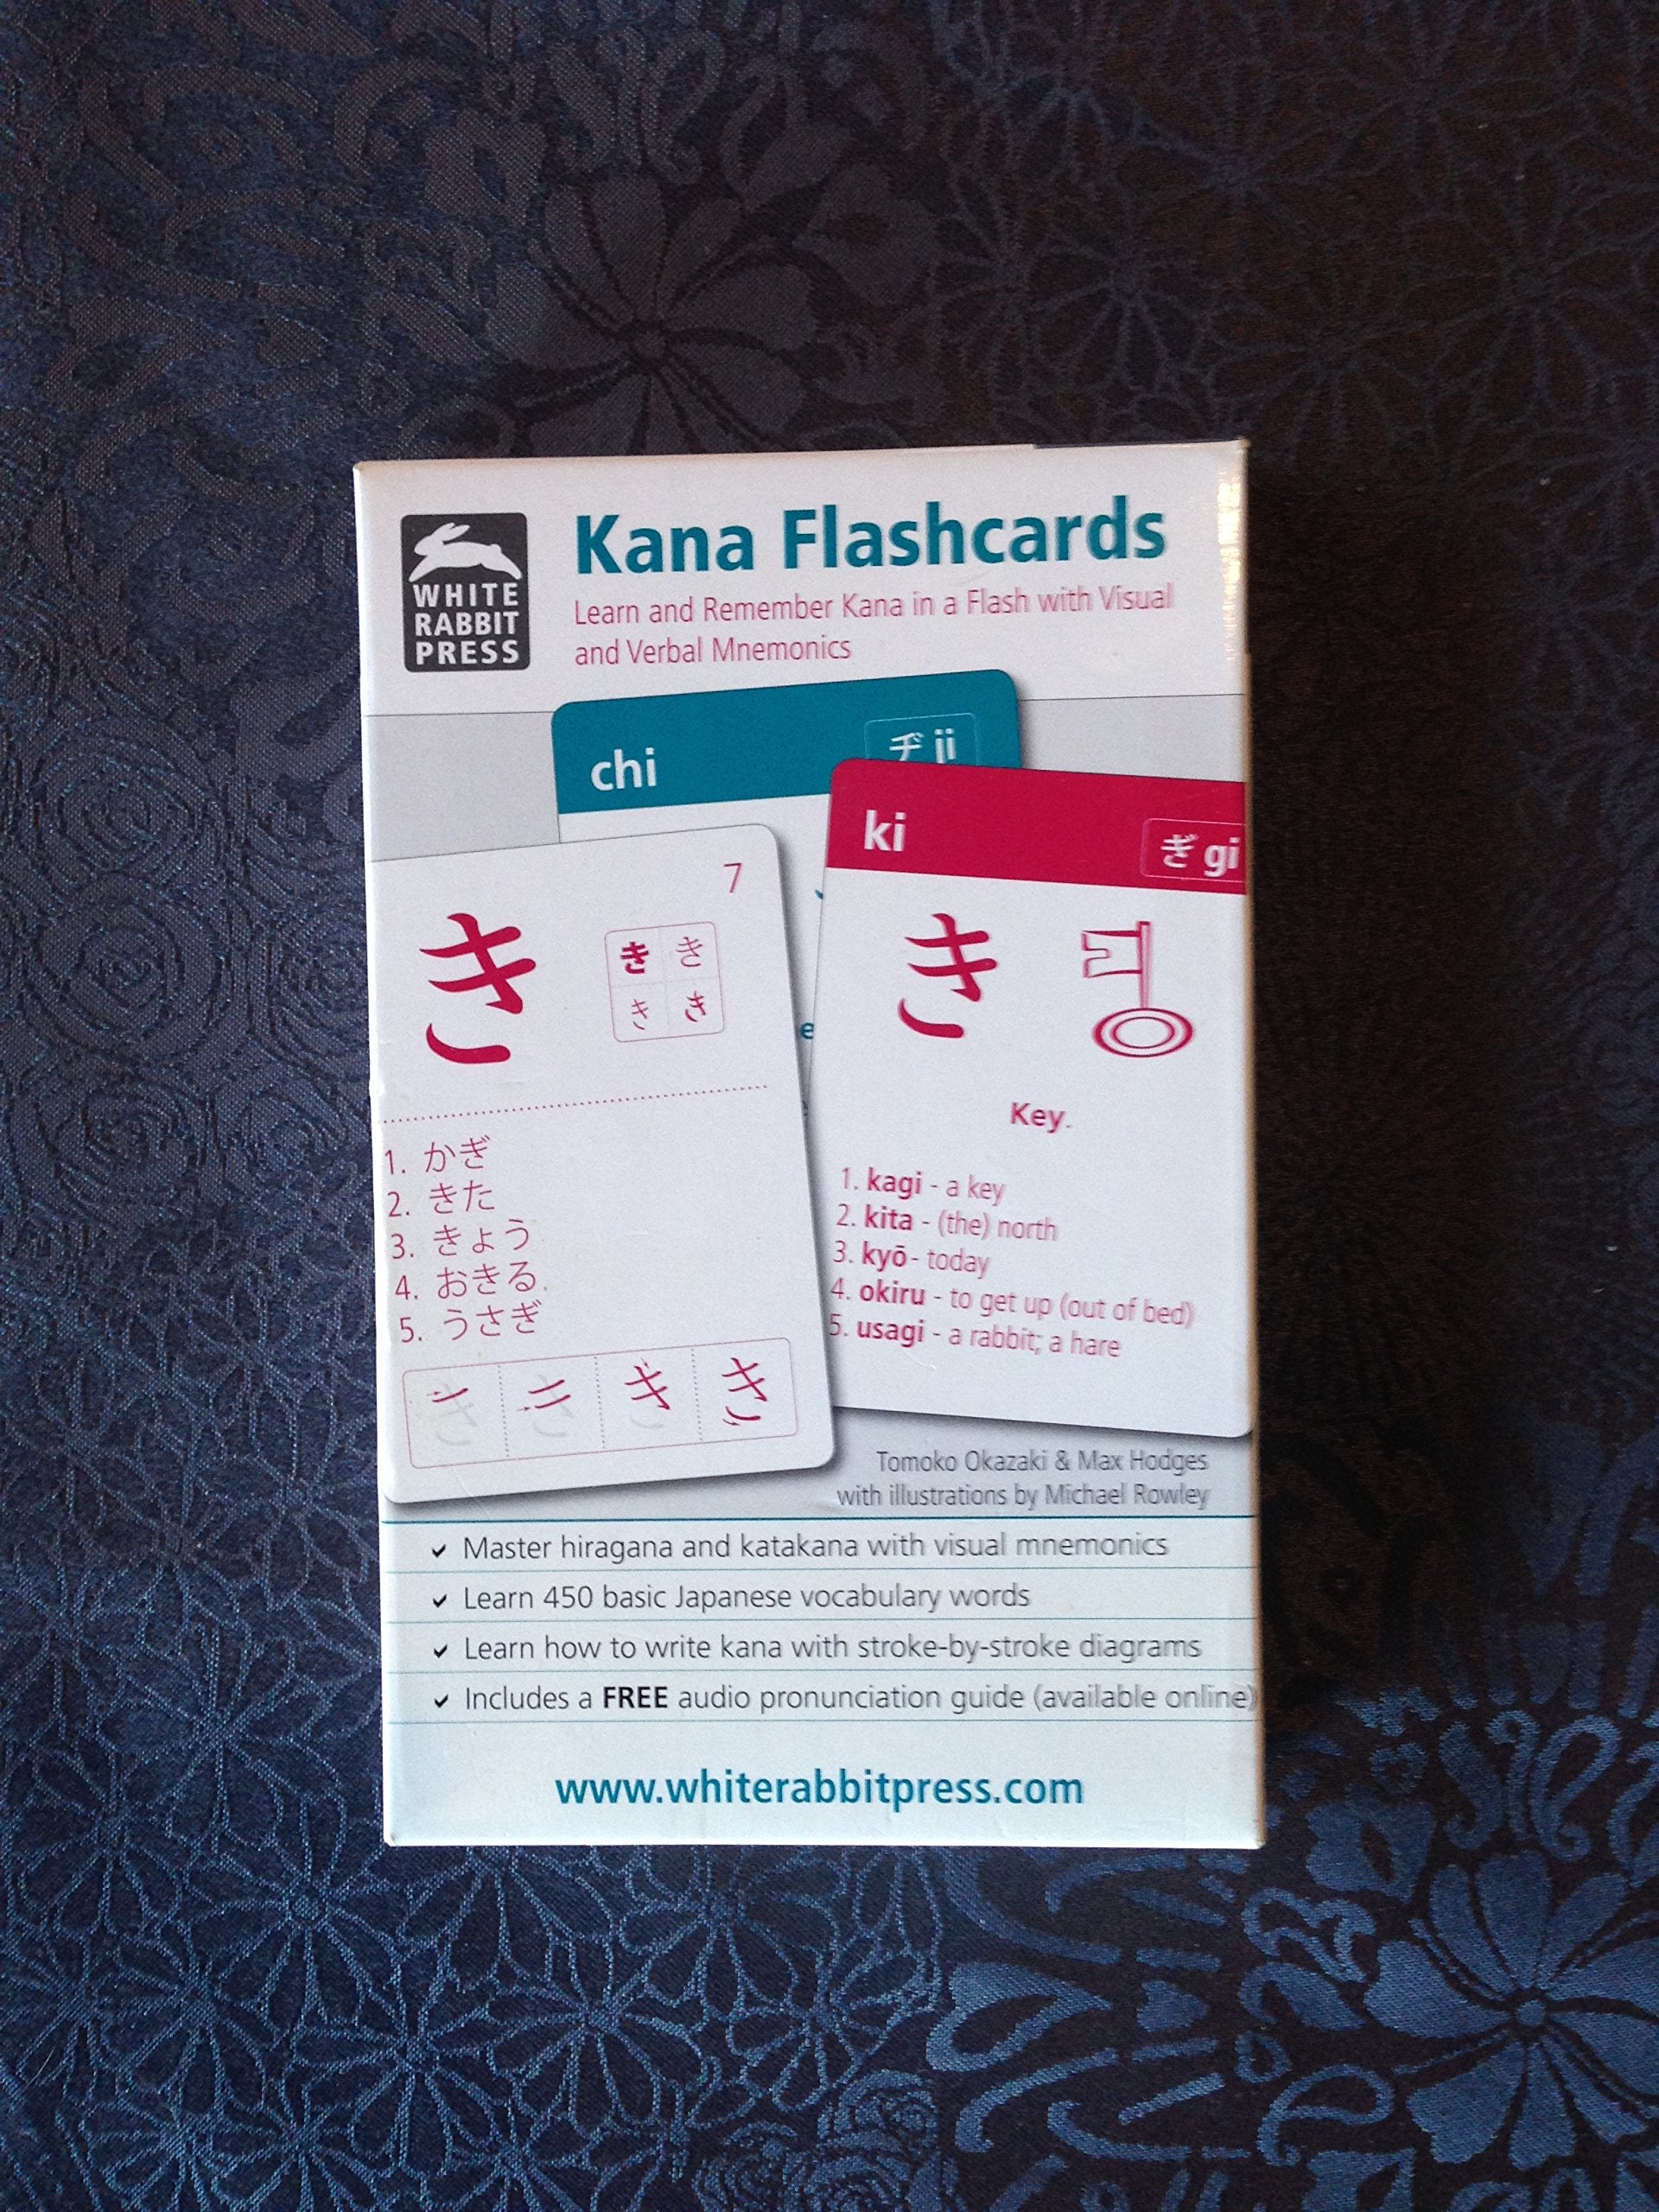 WHITE
RABBIT
PRESS
Kana Flashcards
Learn and Remember Kana in a Flash with Visual
and Verbal Mnemonics
chi
ヂ ji
7
き
き き
き き
1. かぎ
2. きた
3. きょう
4. おきる
5. うさぎ
き
ki
ぎ gi
き
Key.
1. kagi - a key
2. kita - (the) north
3. kyō - today
4. okiru - to get up (out of bed)
5. usagi - a rabbit; a hare
Tomoko Okazaki & Max Hodges
with illustrations by Michael Rowley
Master hiragana and katakana with visual mnemonics
Learn 450 basic Japanese vocabulary words
Learn how to write kana with stroke-by-stroke diagrams
Includes a FREE audio pronunciation guide (available online)
www.whiterabbitpress.com